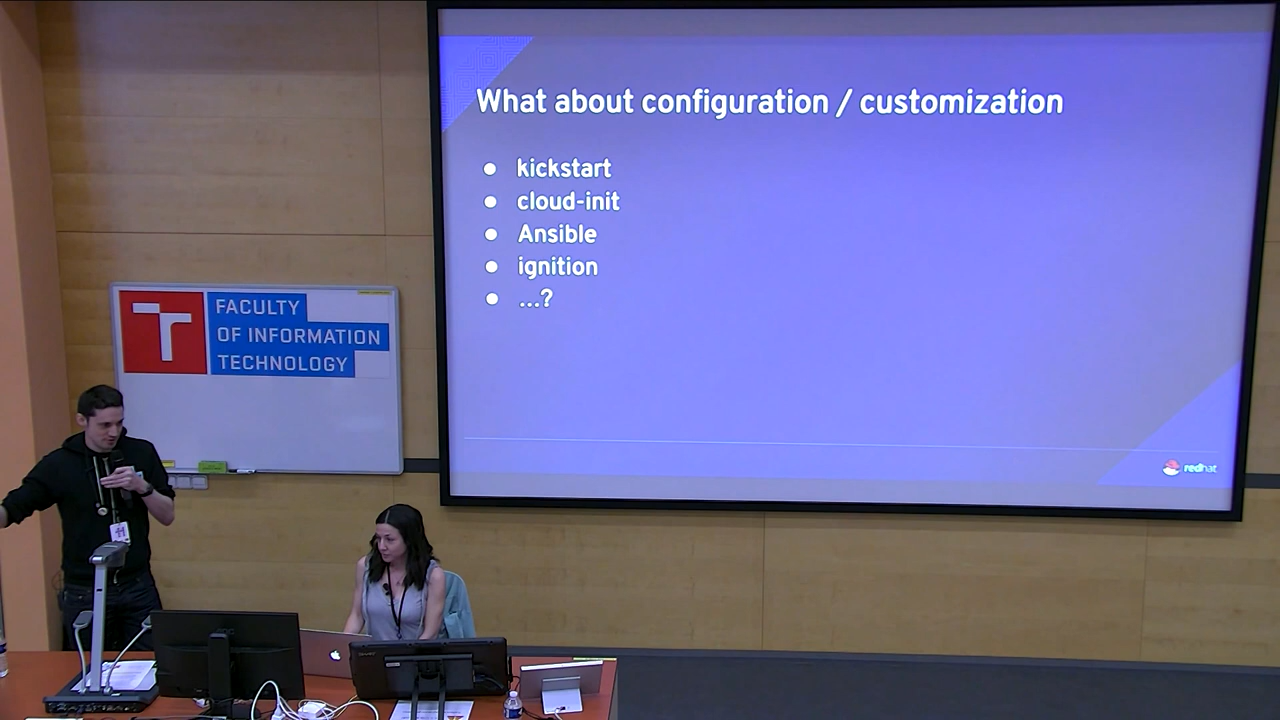 What about configuration / customization
● kickstart
● cloud-init
● Ansible
● ignition
● ...?
redhat
FACULTY
OF INFORMATION
TECHNOLOGY